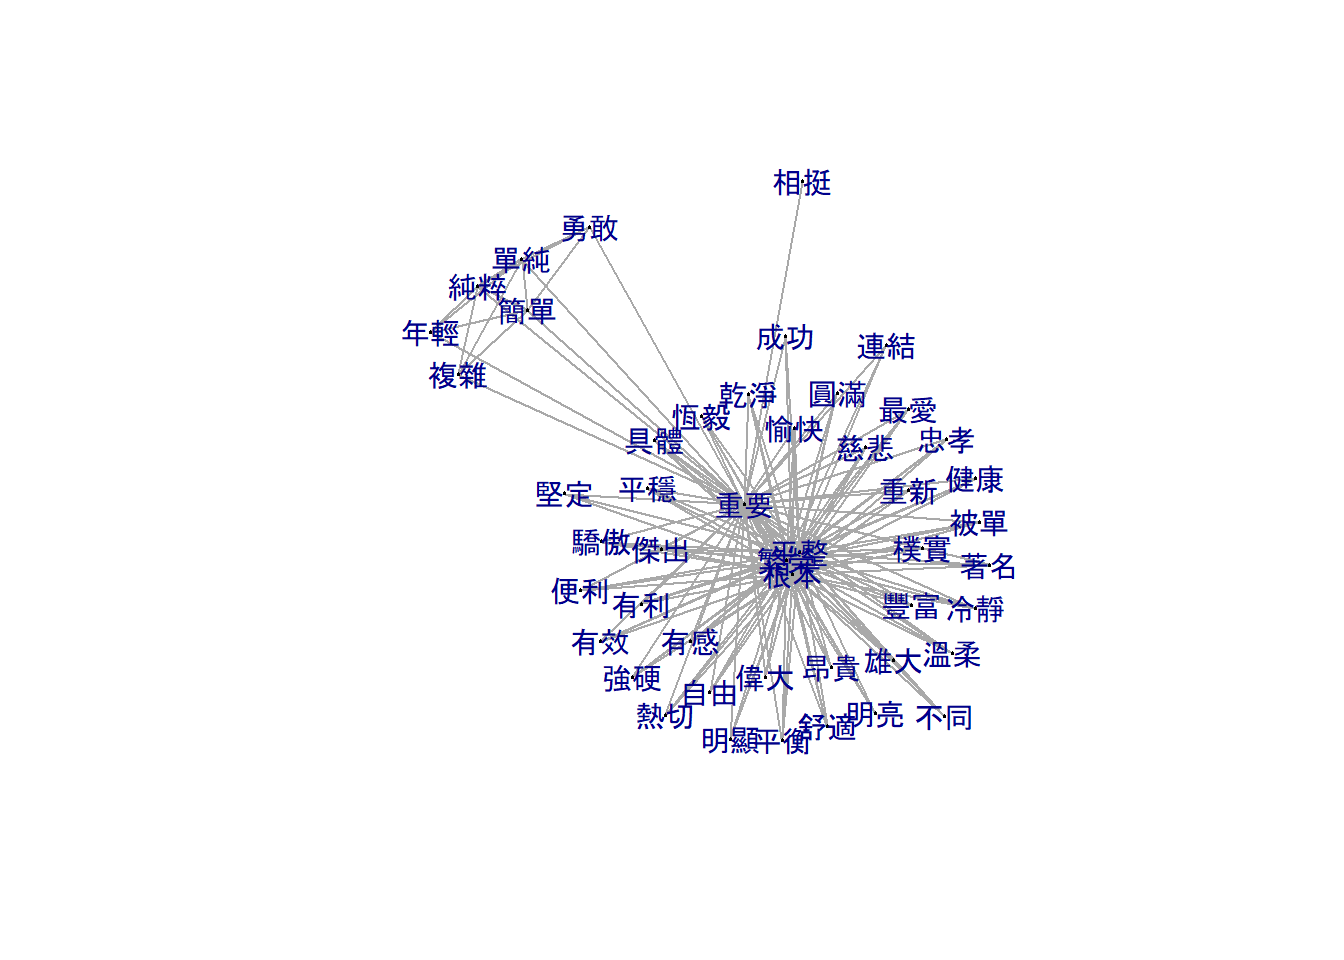 相挺
勇敢
單純
純粹
簡單
年輕
成功
連結
複雜
乾淨
圓滿
最愛
恆毅
愉快
具體
忠孝
慈悲
健康
平穩
重新
堅定
重要
被單
驕傲
傑出
樸實
平整
著名
根本
便利
有利
豐富
冷靜
有效
有感
溫柔
雄大
昂貴
強硬
偉大
自由
熱切
明亮
不同
舒適
明顯
平衡